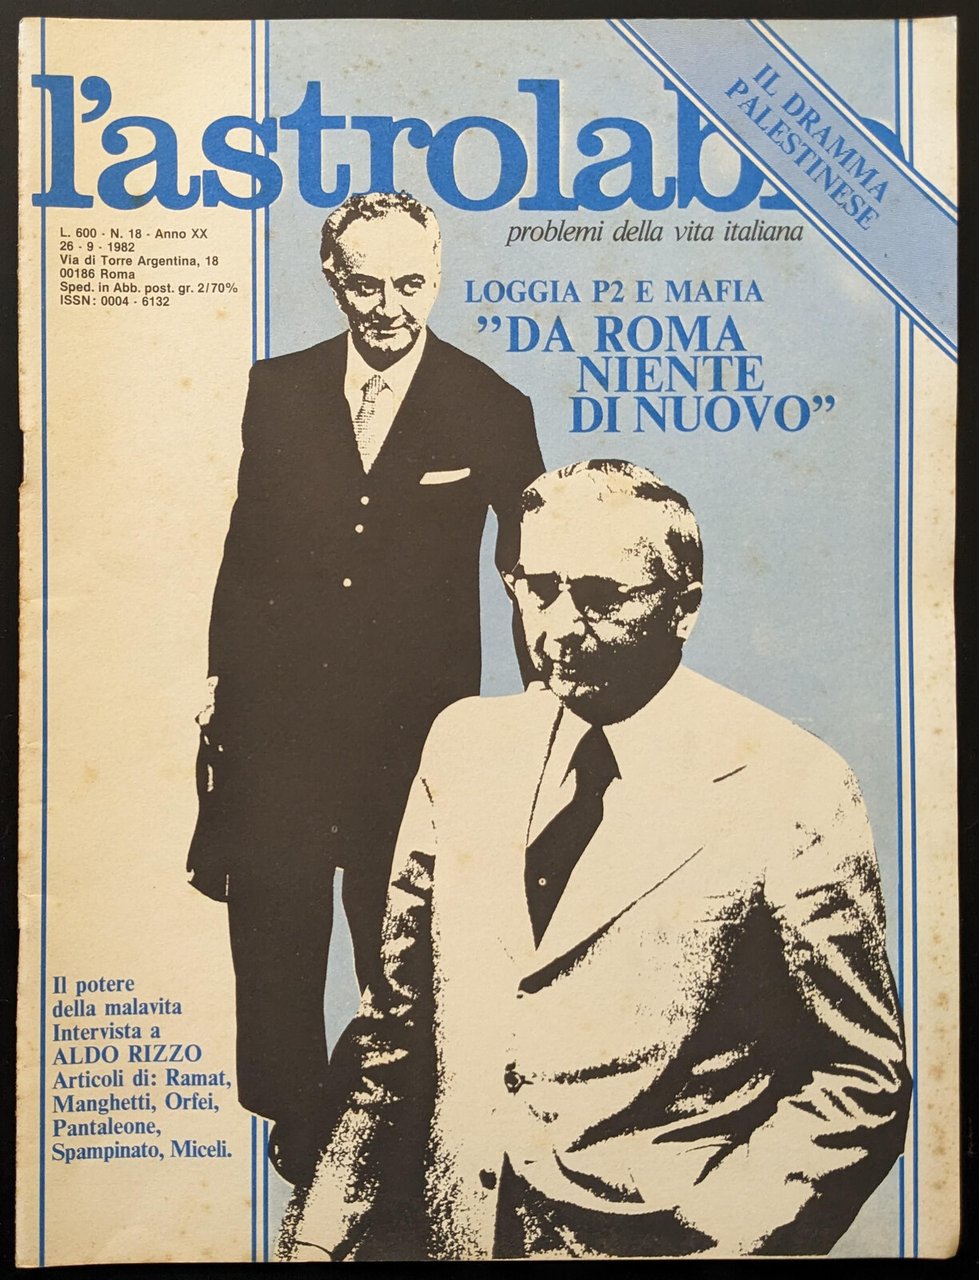 l'astrolabio
IL DRAMMA
PALESTINESE
problemi della vita italiana
L. 600 - N. 18 - Anno XX
26 - 9 - 1982
Via di Torre Argentina, 18
00186 Roma
Sped. in Abb. post. gr. 2/70%
ISSN: 0004 - 6132
LOGGIA P2 E MAFIA
”DA ROMA
NIENTE
DI NUOVO”
Il potere
della malavita
Intervista a
ALDO RIZZO
Articoli di: Ramat,
Manghetti, Orfei,
Pantaleone,
Spampinato, Miceli.